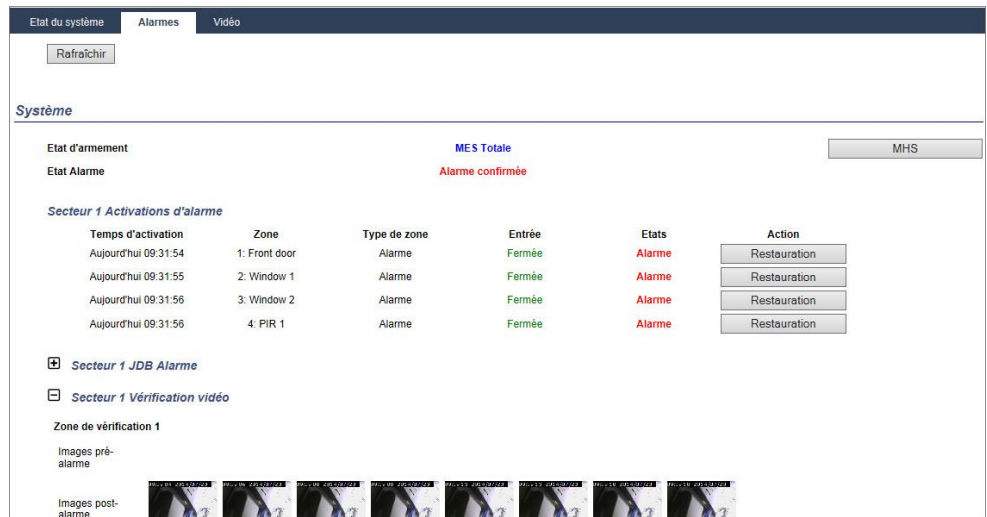 Etat du système Alarmes Vidéo
Rafraîchir
Système
Etat d'armement MES Totale MHS
Etat Alarme Alarme confirmée
Secteur 1 Activations d'alarme
Temps d'activation Zone Type de zone Entrée Etats Action
Aujourd'hui 09:31:54 1: Front door Alarme Fermée Alarme Restauration
Aujourd'hui 09:31:55 2: Window 1 Alarme Fermée Alarme Restauration
Aujourd'hui 09:31:56 3: Window 2 Alarme Fermée Alarme Restauration
Aujourd'hui 09:31:56 4: PIR 1 Alarme Fermée Alarme Restauration
Secteur 1 JDB Alarme
Secteur 1 Vérification vidéo
Zone de vérification 1
Images pré-
alarme
Images post-
alarme